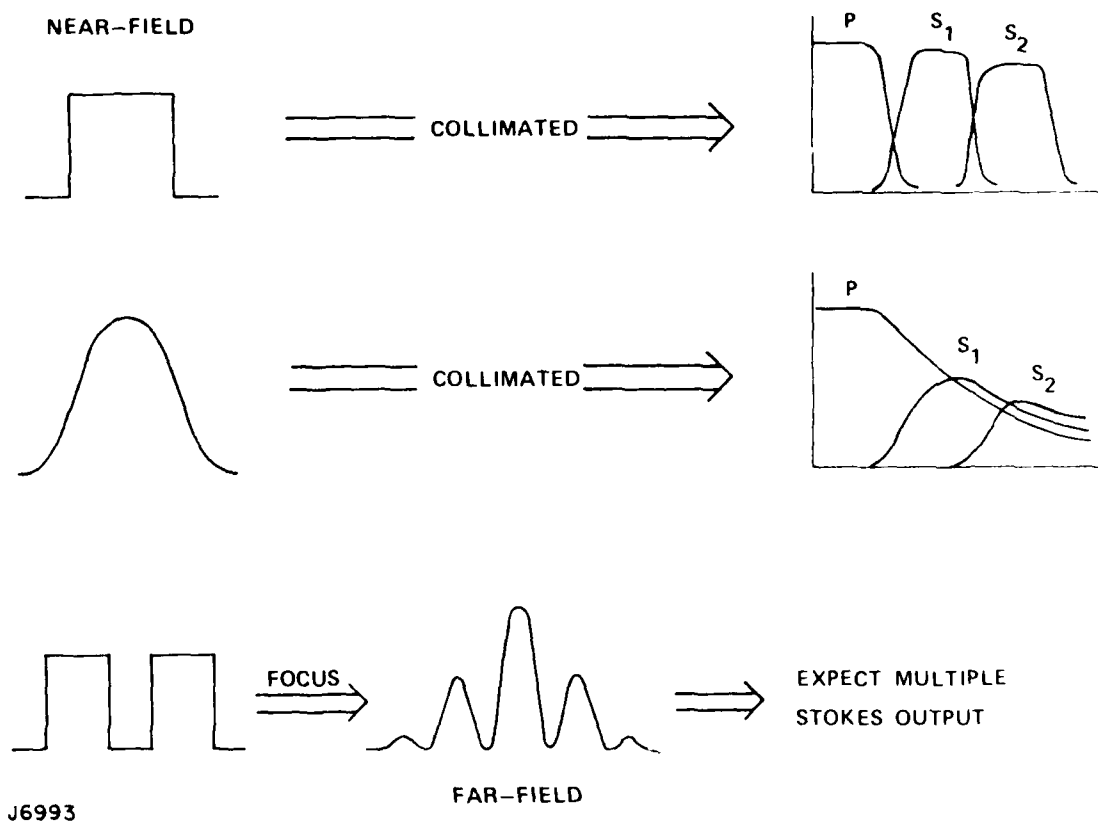 NEAR-FIELD
P S1 S2
COLLIMATED
P
S1
S2
COLLIMATED
FOCUS
EXPECT MULTIPLE
STOKES OUTPUT
FAR-FIELD
J6993